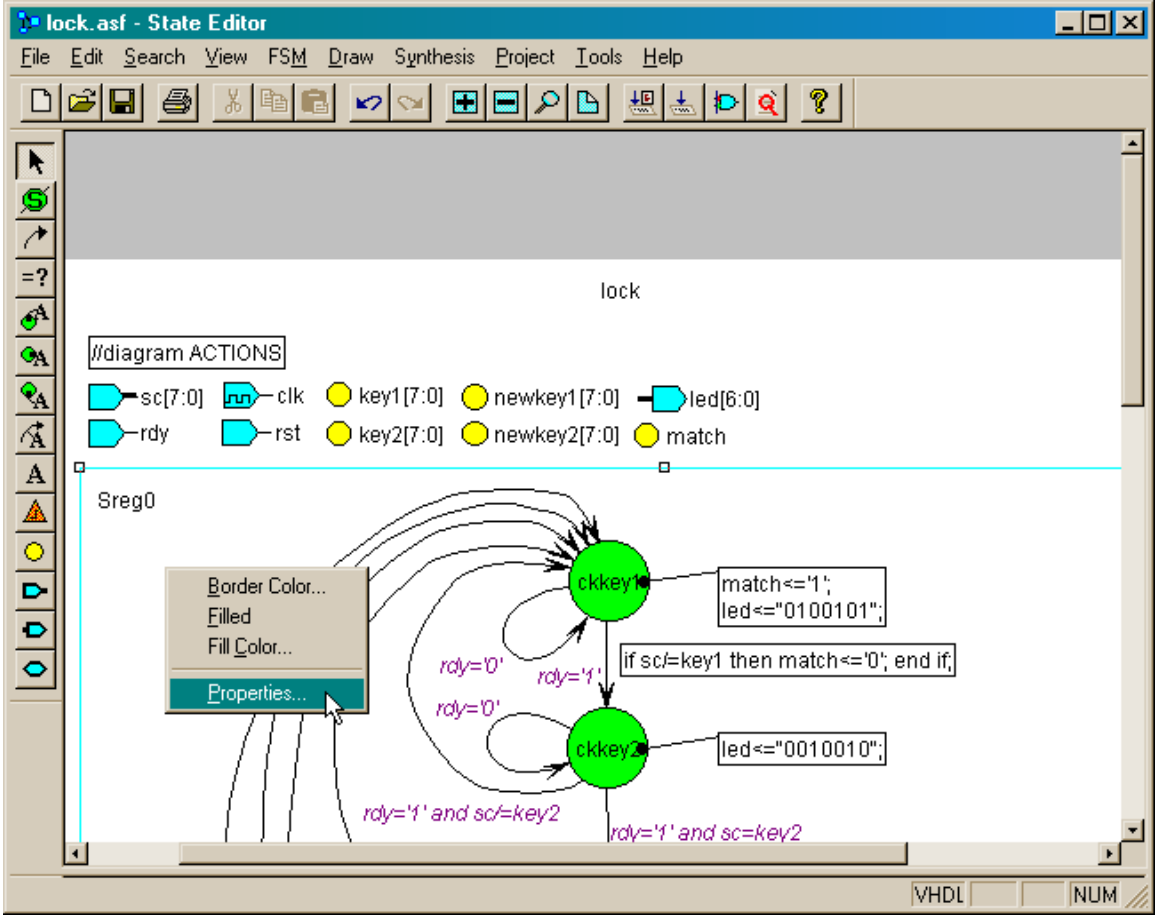 lock.asf - State Editor
File Edit Search View FSM Draw Synthesis Project Tools Help
lock
//diagram ACTIONS
sc[7:0] clk key1[7:0] newkey1[7:0] led[6:0]
rdy rst key2[7:0] newkey2[7:0] match
Sreg0
Border Color...
Filled
Fill Color...
Properties...
ckkey1
match<='1';
led<="0100101";
rdy='0'
rdy='1'
if sc/=key1 then match<='0'; end if;
rdy='0'
ckkey2
led<="0010010";
rdy='1' and sc/=key2
rdy='1' and sc=key2
VHDL NUM